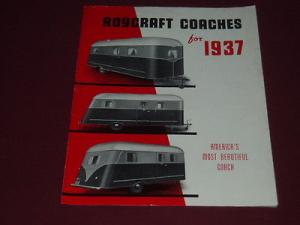 ROYCRAFT COACHES
for
1937
AMERICA'S
MOST BEAUTIFUL
COACH